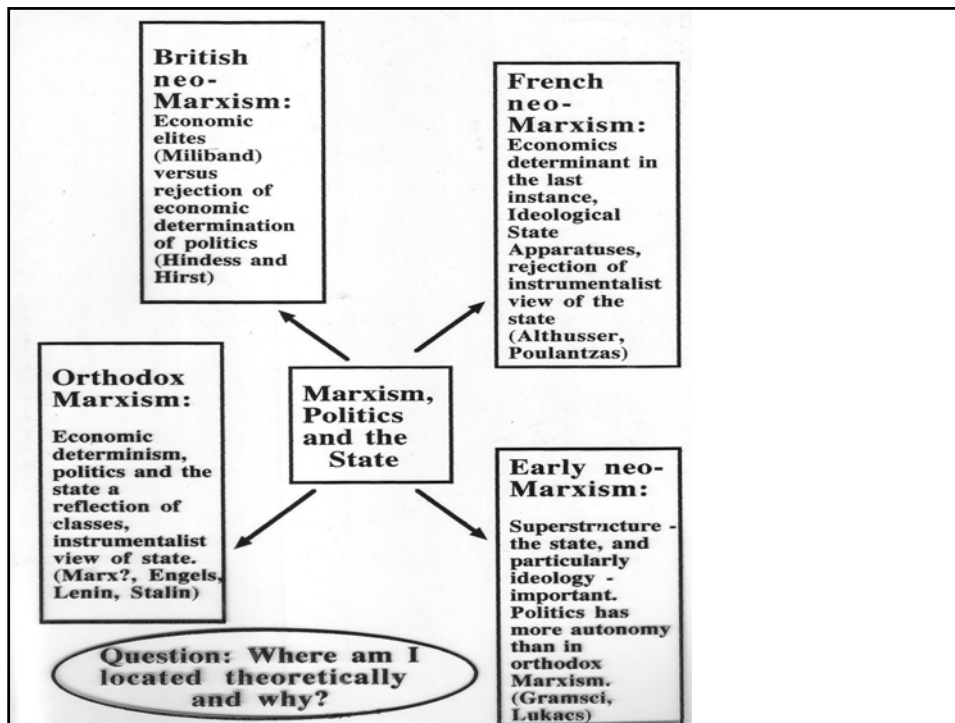 British
neo-
Marxism:
Economic
elites
(Miliband)
versus
rejection of
economic
determination
of politics
(Hindess and
Hirst)
French
neo-
Marxism:
Economics
determinant in
the last
instance,
Ideological
State
Apparatuses,
rejection of
instrumentalist
view of the
state
(Althusser,
Poulantzas)
Orthodox
Marxism:
Economic
determinism,
politics and the
state a
reflection of
classes,
instrumentalist
view of state.
(Marx?, Engels,
Lenin, Stalin)
Marxism,
Politics
and the
State
Early neo-
Marxism:
Superstructure -
the state, and
particularly
ideology -
important.
Politics has
more autonomy
than in
orthodox
Marxism.
(Gramsci,
Lukacs)
Question: Where am I
located theoretically
and why?